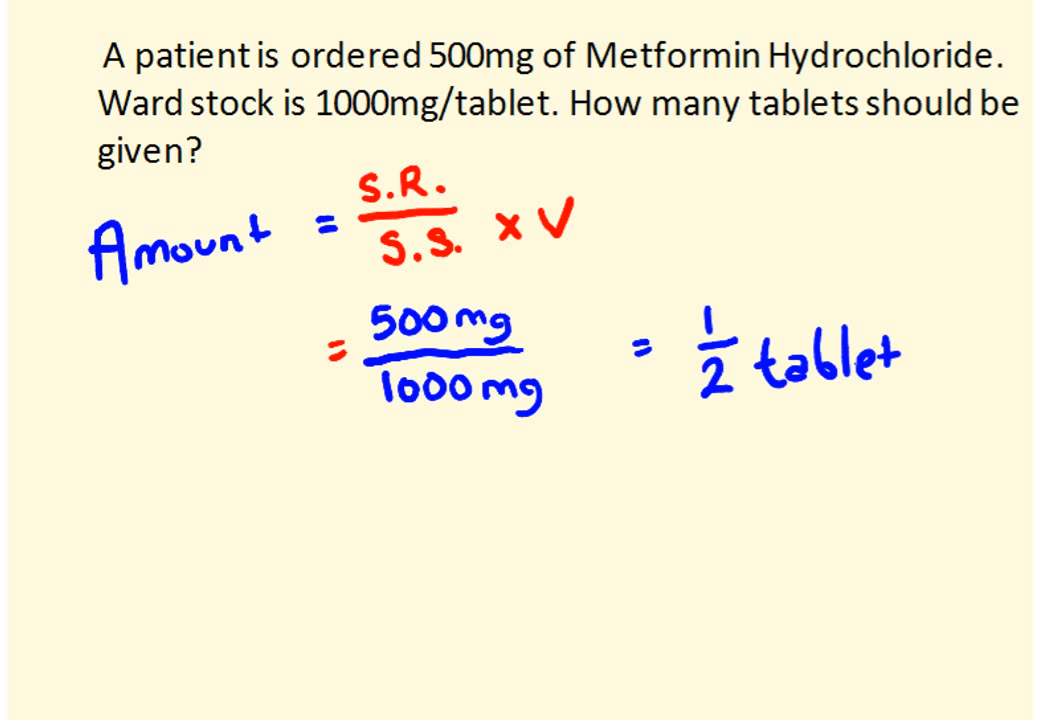 A patient is ordered 500mg of Metformin Hydrochloride.
Ward stock is 1000mg/tablet. How many tablets should be
given?
Amount = S.R. / S.S. x V
= 500mg / 1000mg = 1/2 tablet